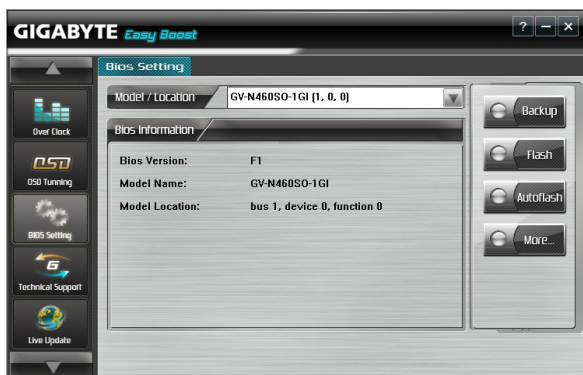 GIGABYTE Easy Boost
? – ×
Bios Setting
Model / Location GV-N460SO-1GI (1, 0, 0)
Bios Information
Bios Version: F1
Model Name: GV-N460SO-1GI
Model Location: bus 1, device 0, function 0
Over Clock
OSD
OSD Tunning
BIOS Setting
G
Technical Support
Live Update
Backup
Flash
Autoflash
More...